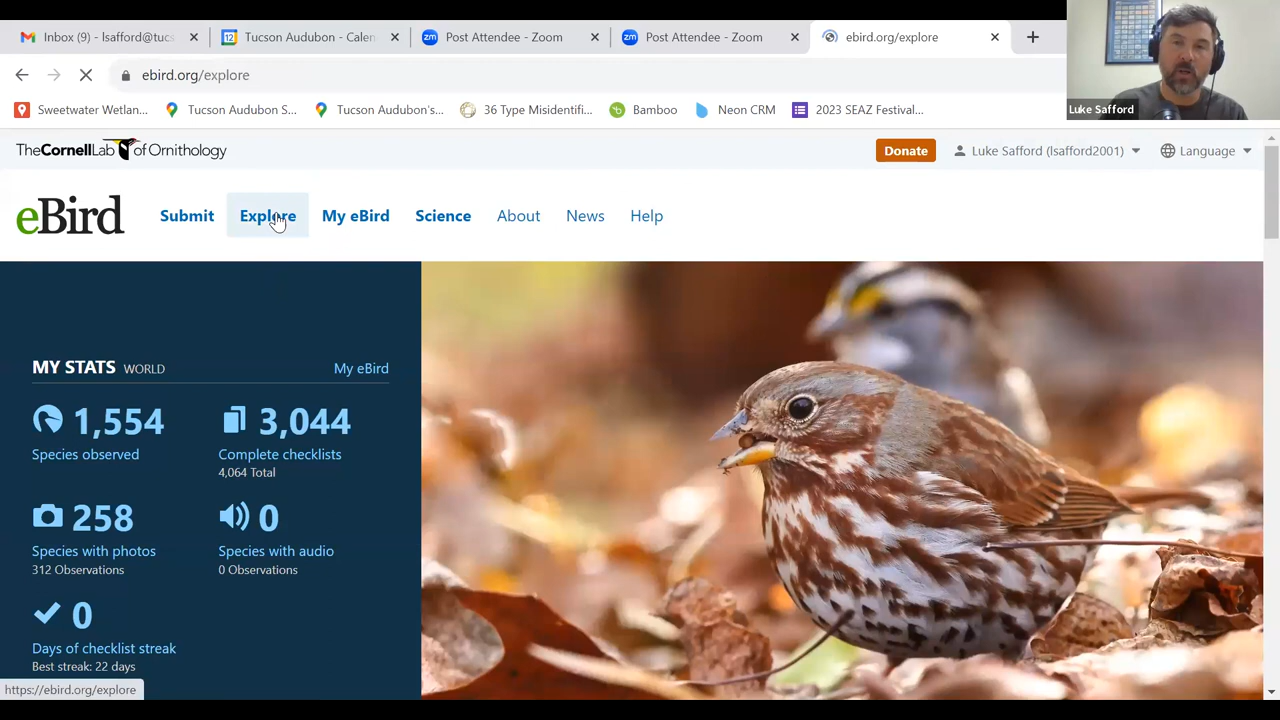 Inbox (9) - lsafford@tucs
Tucson Audubon - Calen
Post Attendee - Zoom
Post Attendee - Zoom
ebird.org/explore
ebird.org/explore
Sweetwater Wetlan...
Tucson Audubon S...
Tucson Audubon's...
36 Type Misidentifi...
Bamboo
Neon CRM
2023 SEAZ Festival...
Luke Safford
TheCornellLab of Ornithology
Donate
Luke Safford (lsafford2001)
Language
eBird
Submit
Explore
My eBird
Science
About
News
Help
MY STATS WORLD
My eBird
1,554
Species observed
3,044
Complete checklists
4,064 Total
258
Species with photos
312 Observations
0
Species with audio
0 Observations
0
Days of checklist streak
Best streak: 22 days
https://ebird.org/explore